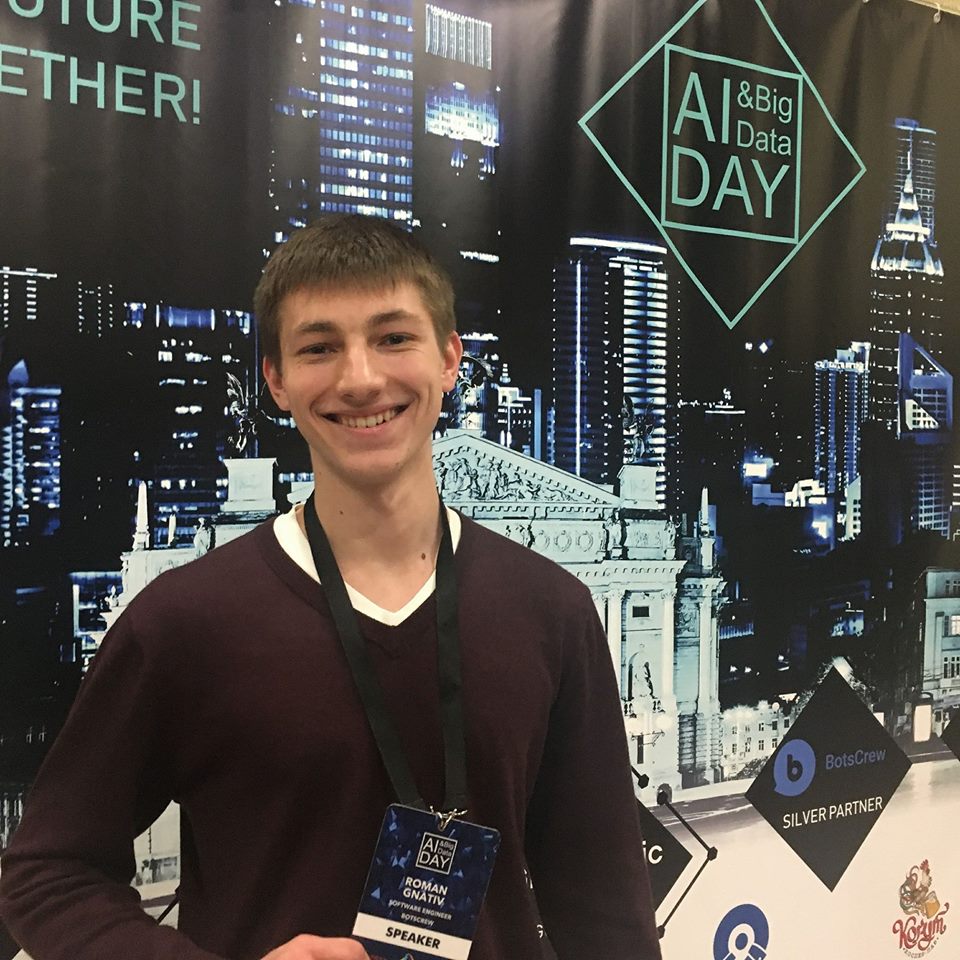 UTURE
ETHER!
AI &Big
Data
DAY
b BotsCrew
SILVER PARTNER
ic
AI &Big
Data
DAY
ROMAN
GNATIV
SOFTWARE ENGINEER
BOTSCREW
SPEAKER
G